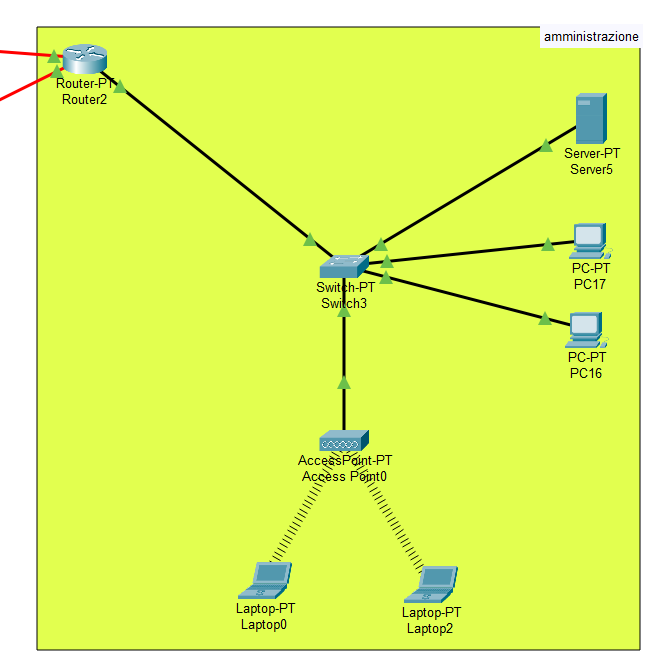 amministrazione
Router-PT
Router2
Server-PT
Server5
PC-PT
PC17
Switch-PT
Switch3
PC-PT
PC16
AccessPoint-PT
Access Point0
Laptop-PT
Laptop0
Laptop-PT
Laptop2